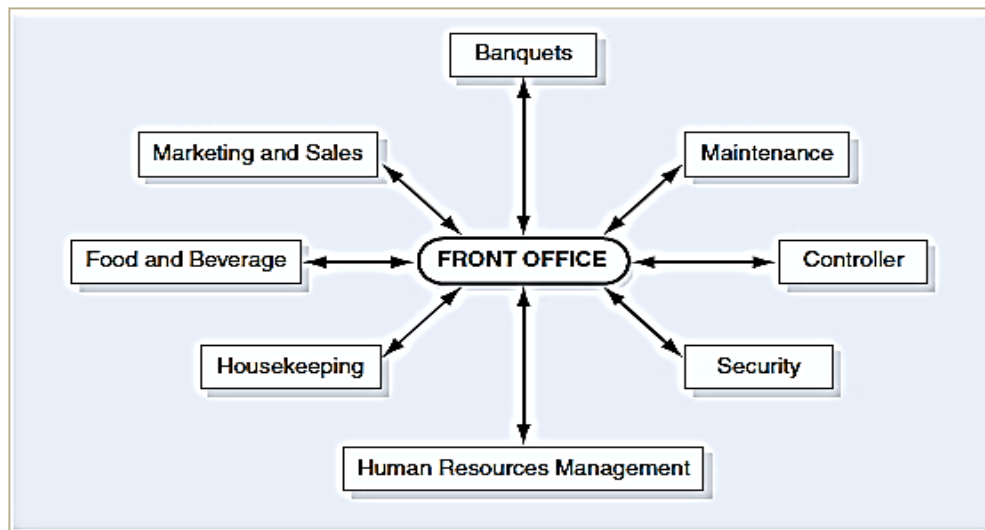 Banquets
Marketing and Sales
Maintenance
Food and Beverage
FRONT OFFICE
Controller
Housekeeping
Security
Human Resources Management